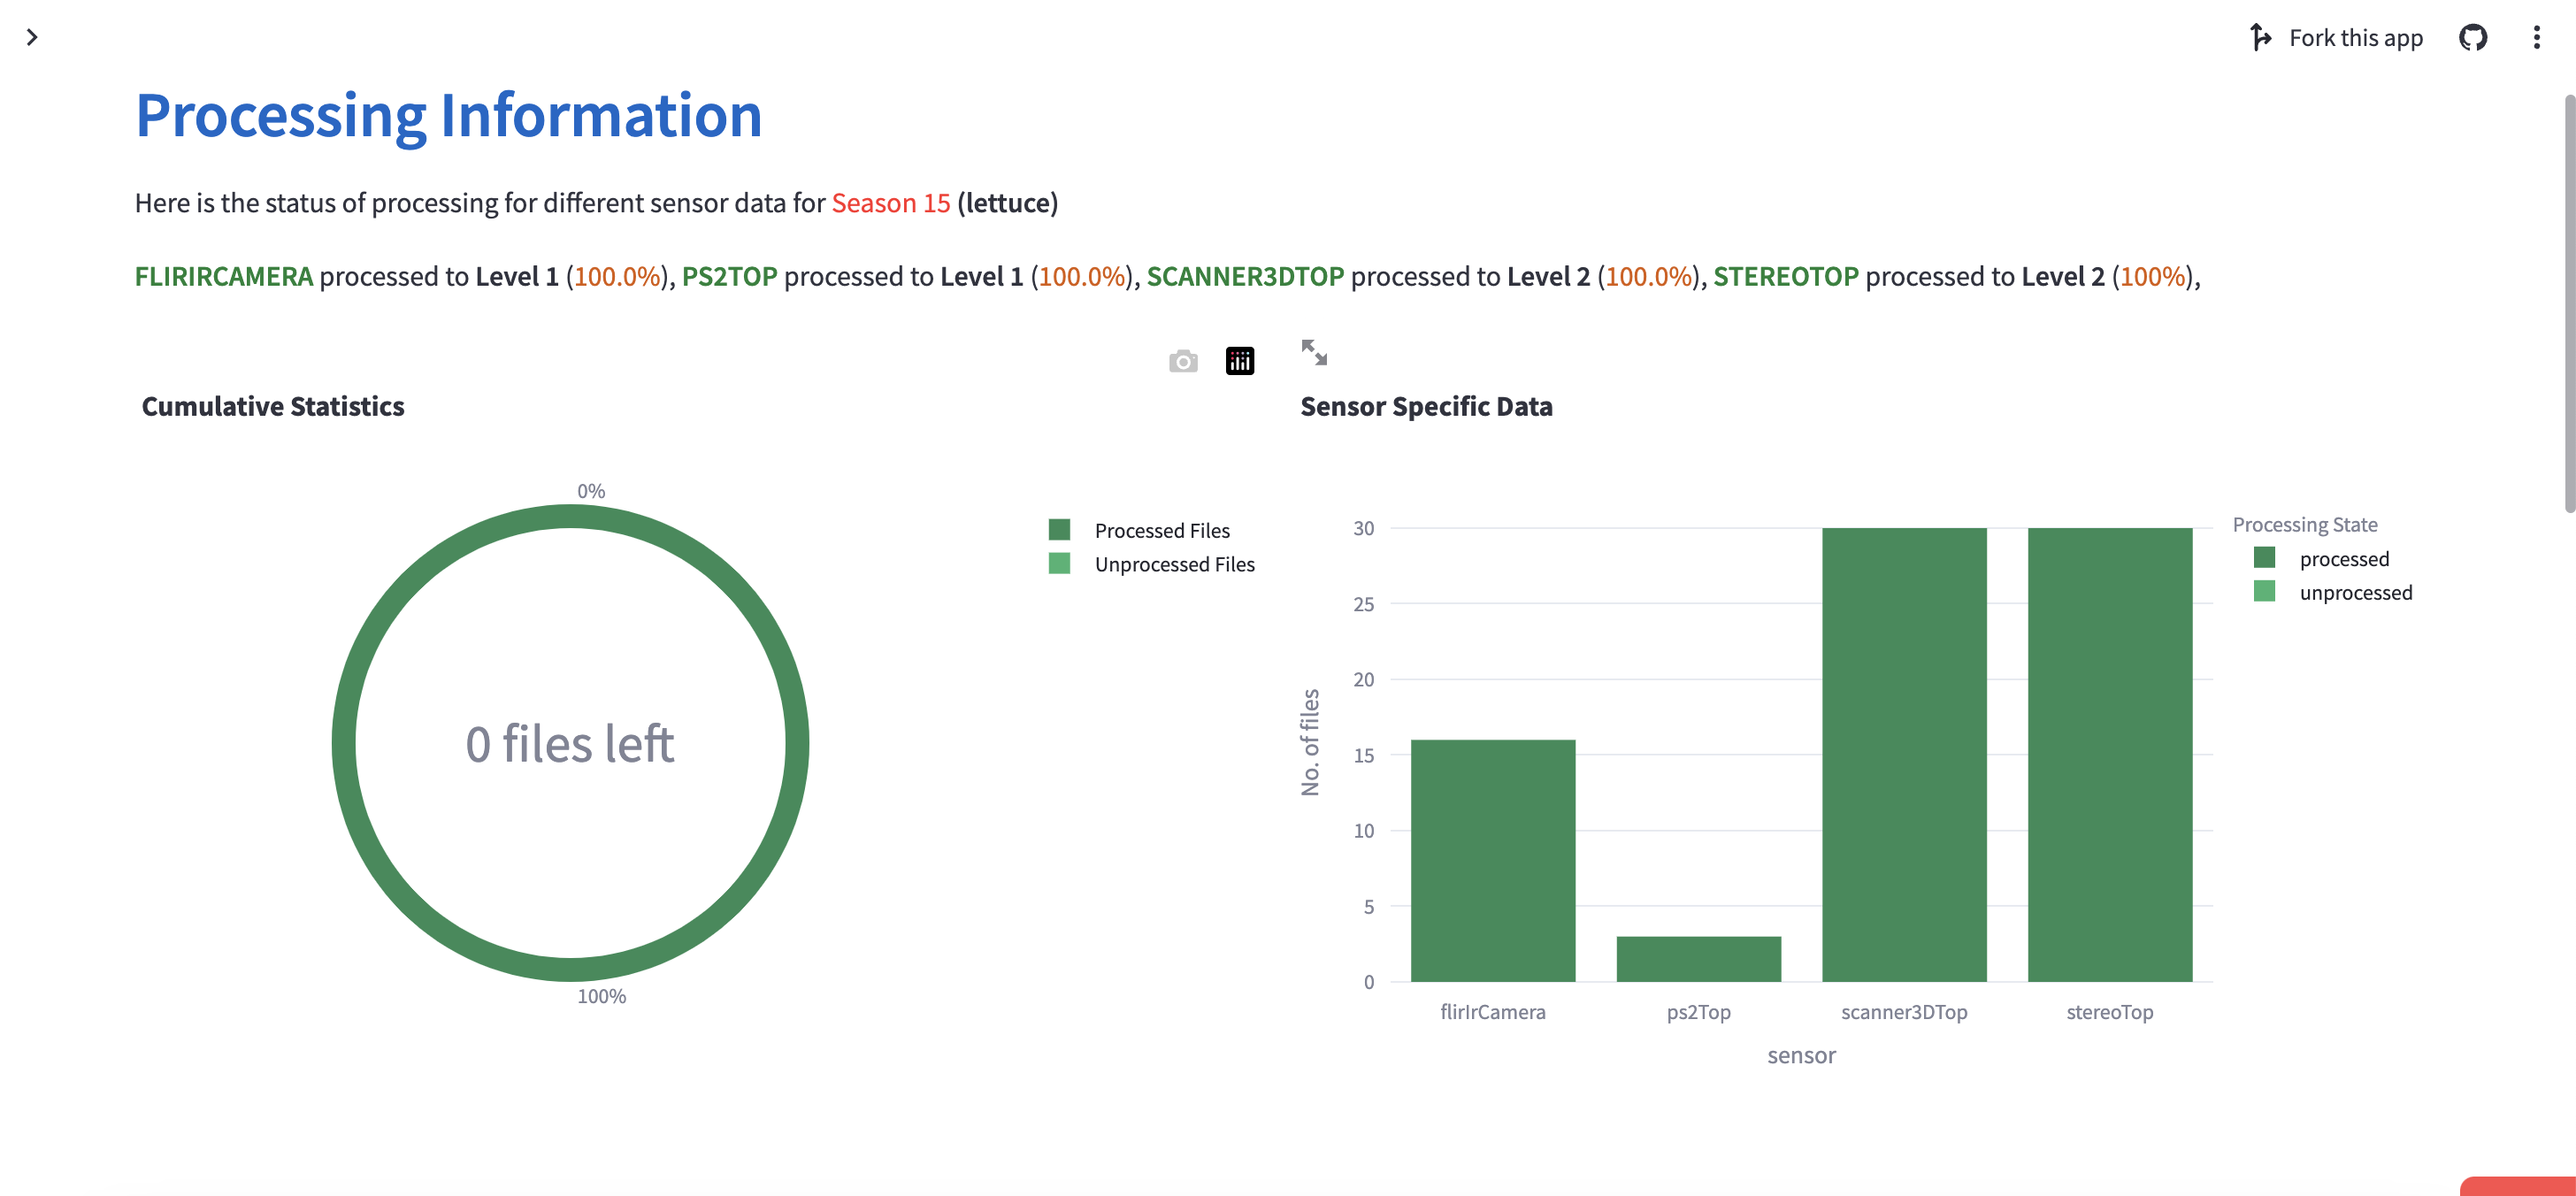 Fork this app
Processing Information
Here is the status of processing for different sensor data for Season 15 (lettuce)
FLIRIRCAMERA processed to Level 1 (100.0%), PS2TOP processed to Level 1 (100.0%), SCANNER3DTOP processed to Level 2 (100.0%), STEREOTOP processed to Level 2 (100%),
Cumulative Statistics
0%
0 files left
100%
Processed Files
Unprocessed Files
Sensor Specific Data
No. of files
30
25
20
15
10
5
0
flirIrCamera
ps2Top
scanner3DTop
stereoTop
sensor
Processing State
processed
unprocessed